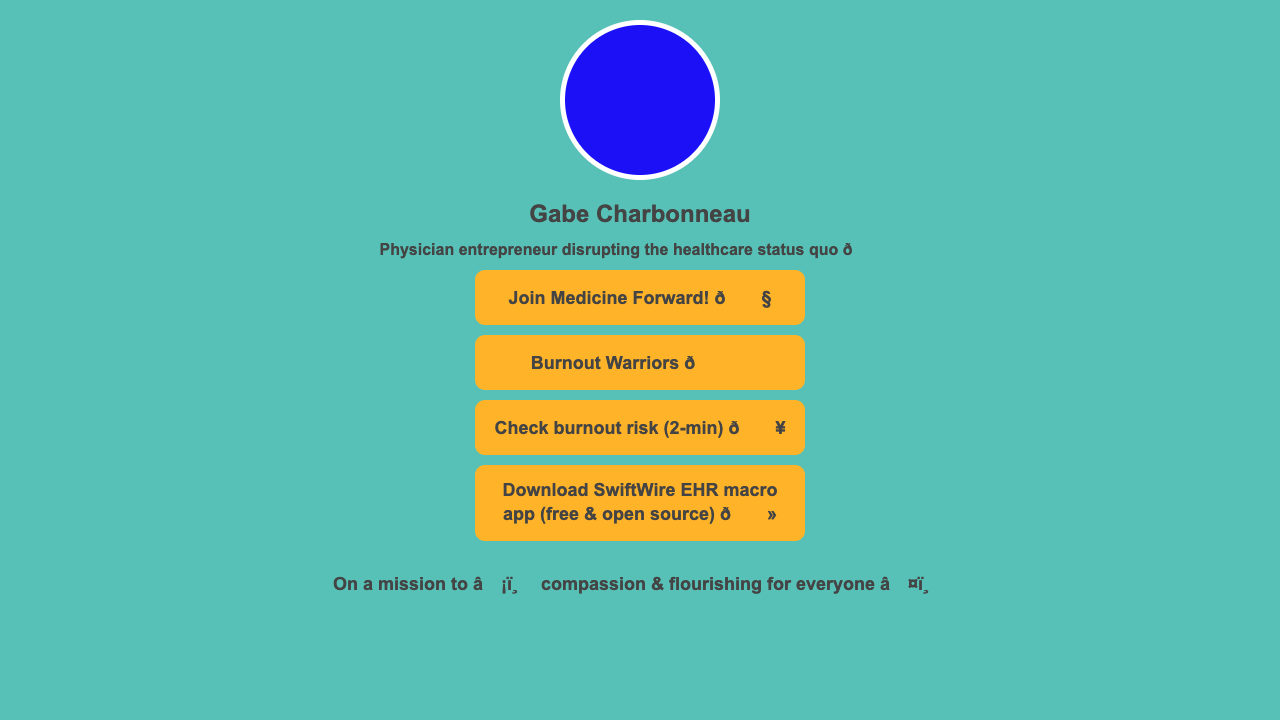 Gabe Charbonneau
Physician entrepreneur disrupting the healthcare status quo ð
Join Medicine Forward! ð §
Burnout Warriors ð
Check burnout risk (2-min) ð ¥
Download SwiftWire EHR macro
app (free & open source) ð »
On a mission to â ¡ï¸ compassion & flourishing for everyone â ¤ï¸